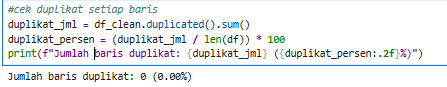 #cek duplikat setiap baris
duplikat_jml = df_clean.duplicated().sum()
duplikat_persen = (duplikat_jml / len(df)) * 100
print(f"Jumlah baris duplikat: {duplikat_jml} ({duplikat_persen:.2f}%)")
Jumlah baris duplikat: 0 (0.00%)